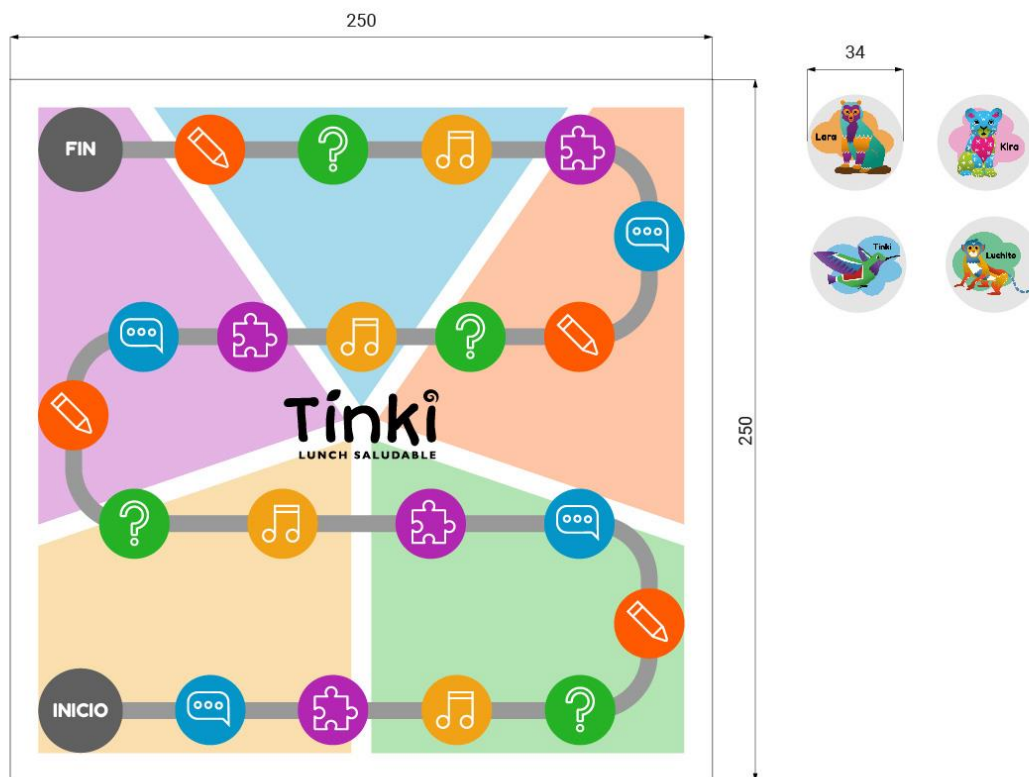 250
34
FIN
Lara
Kira
Tinki
Luchito
Tinki
LUNCH SALUDABLE
250
INICIO